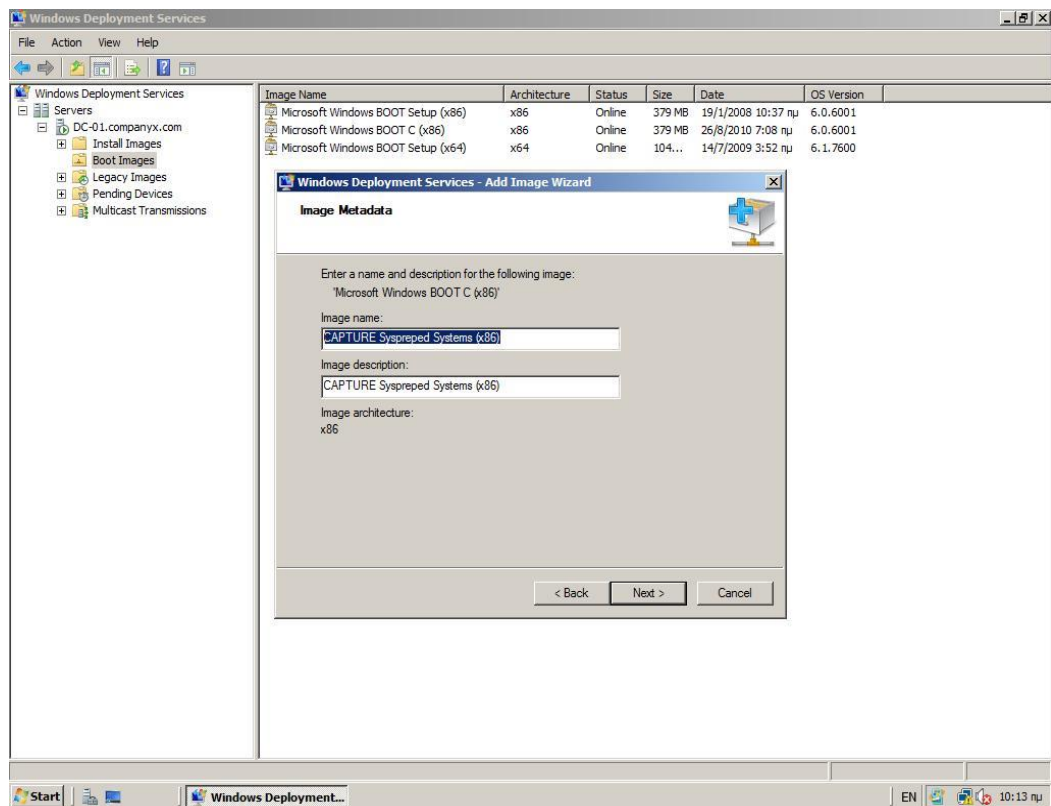 Windows Deployment Services
File Action View Help
Windows Deployment Services
Servers
DC-01.companyx.com
Install Images
Boot Images
Legacy Images
Pending Devices
Multicast Transmissions
Image Name Architecture Status Size Date OS Version
Microsoft Windows BOOT Setup (x86) x86 Online 379 MB 19/1/2008 10:37 πμ 6.0.6001
Microsoft Windows BOOT C (x86) x86 Online 379 MB 26/8/2010 7:08 πμ 6.0.6001
Microsoft Windows BOOT Setup (x64) x64 Online 104... 14/7/2009 3:52 πμ 6.1.7600
Windows Deployment Services - Add Image Wizard
Image Metadata
Enter a name and description for the following image:
'Microsoft Windows BOOT C (x86)'
Image name:
CAPTURE Syspreped Systems (x86)
Image description:
CAPTURE Syspreped Systems (x86)
Image architecture:
x86
< Back Next > Cancel
Start Windows Deployment... EN 10:13 πμ